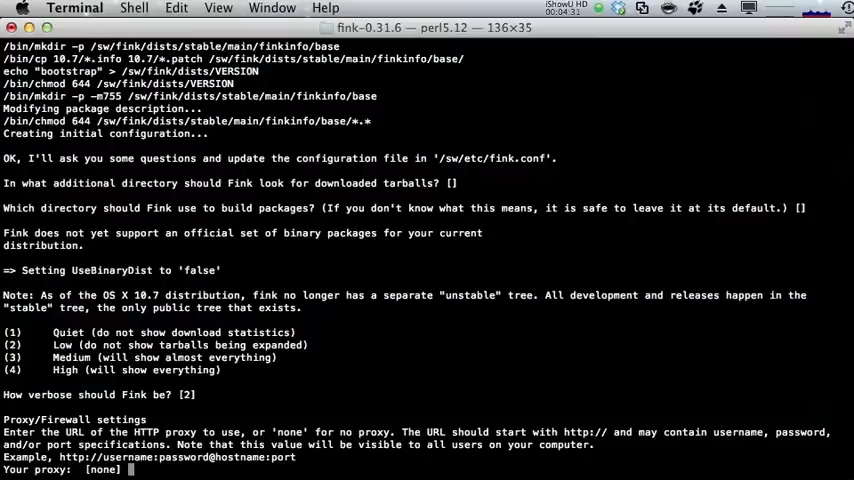 Terminal Shell Edit View Window Help iShowU HD 00:04:31
fink-0.31.6 — perl5.12 — 136×35
/bin/mkdir -p /sw/fink/dists/stable/main/finkinfo/base
/bin/cp 10.7/*.info 10.7/*.patch /sw/fink/dists/stable/main/finkinfo/base/
echo "bootstrap" > /sw/fink/dists/VERSION
/bin/chmod 644 /sw/fink/dists/VERSION
/bin/mkdir -p -m755 /sw/fink/dists/stable/main/finkinfo/base
Modifying package description...
/bin/chmod 644 /sw/fink/dists/stable/main/finkinfo/base/*.*
Creating initial configuration...
OK, I'll ask you some questions and update the configuration file in '/sw/etc/fink.conf'.
In what additional directory should Fink look for downloaded tarballs? []
Which directory should Fink use to build packages? (If you don't know what this means, it is safe to leave it at its default.) []
Fink does not yet support an official set of binary packages for your current
distribution.
=> Setting UseBinaryDist to 'false'
Note: As of the OS X 10.7 distribution, fink no longer has a separate "unstable" tree. All development and releases happen in the
"stable" tree, the only public tree that exists.
(1) Quiet (do not show download statistics)
(2) Low (do not show tarballs being expanded)
(3) Medium (will show almost everything)
(4) High (will show everything)
How verbose should Fink be? [2]
Proxy/Firewall settings
Enter the URL of the HTTP proxy to use, or 'none' for no proxy. The URL should start with http:// and may contain username, password,
and/or port specifications. Note that this value will be visible to all users on your computer.
Example, http://username:password@hostname:port
Your proxy: [none]